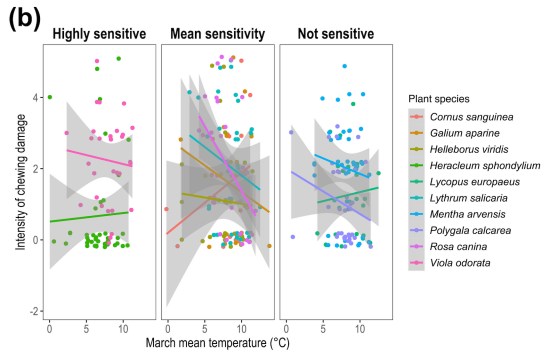 (b)
Highly sensitive Mean sensitivity Not sensitive
Intensity of chewing damage
4
2
0
-2
0 5 10 0 5 10 0 5 10
March mean temperature (°C)
Plant species
Cornus sanguinea
Galium aparine
Helleborus viridis
Heracleum sphondylium
Lycopus europaeus
Lythrum salicaria
Mentha arvensis
Polygala calcarea
Rosa canina
Viola odorata